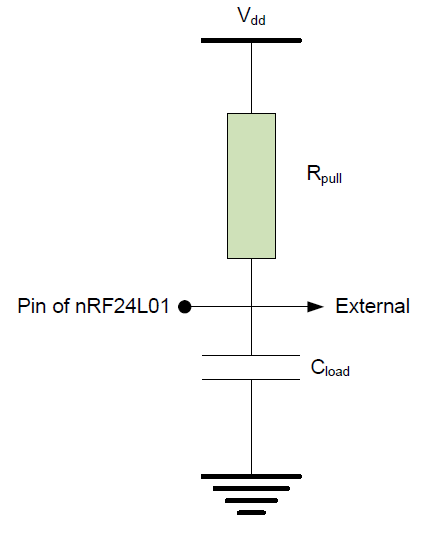 Vdd
Rpull
Pin of nRF24L01
External
Cload